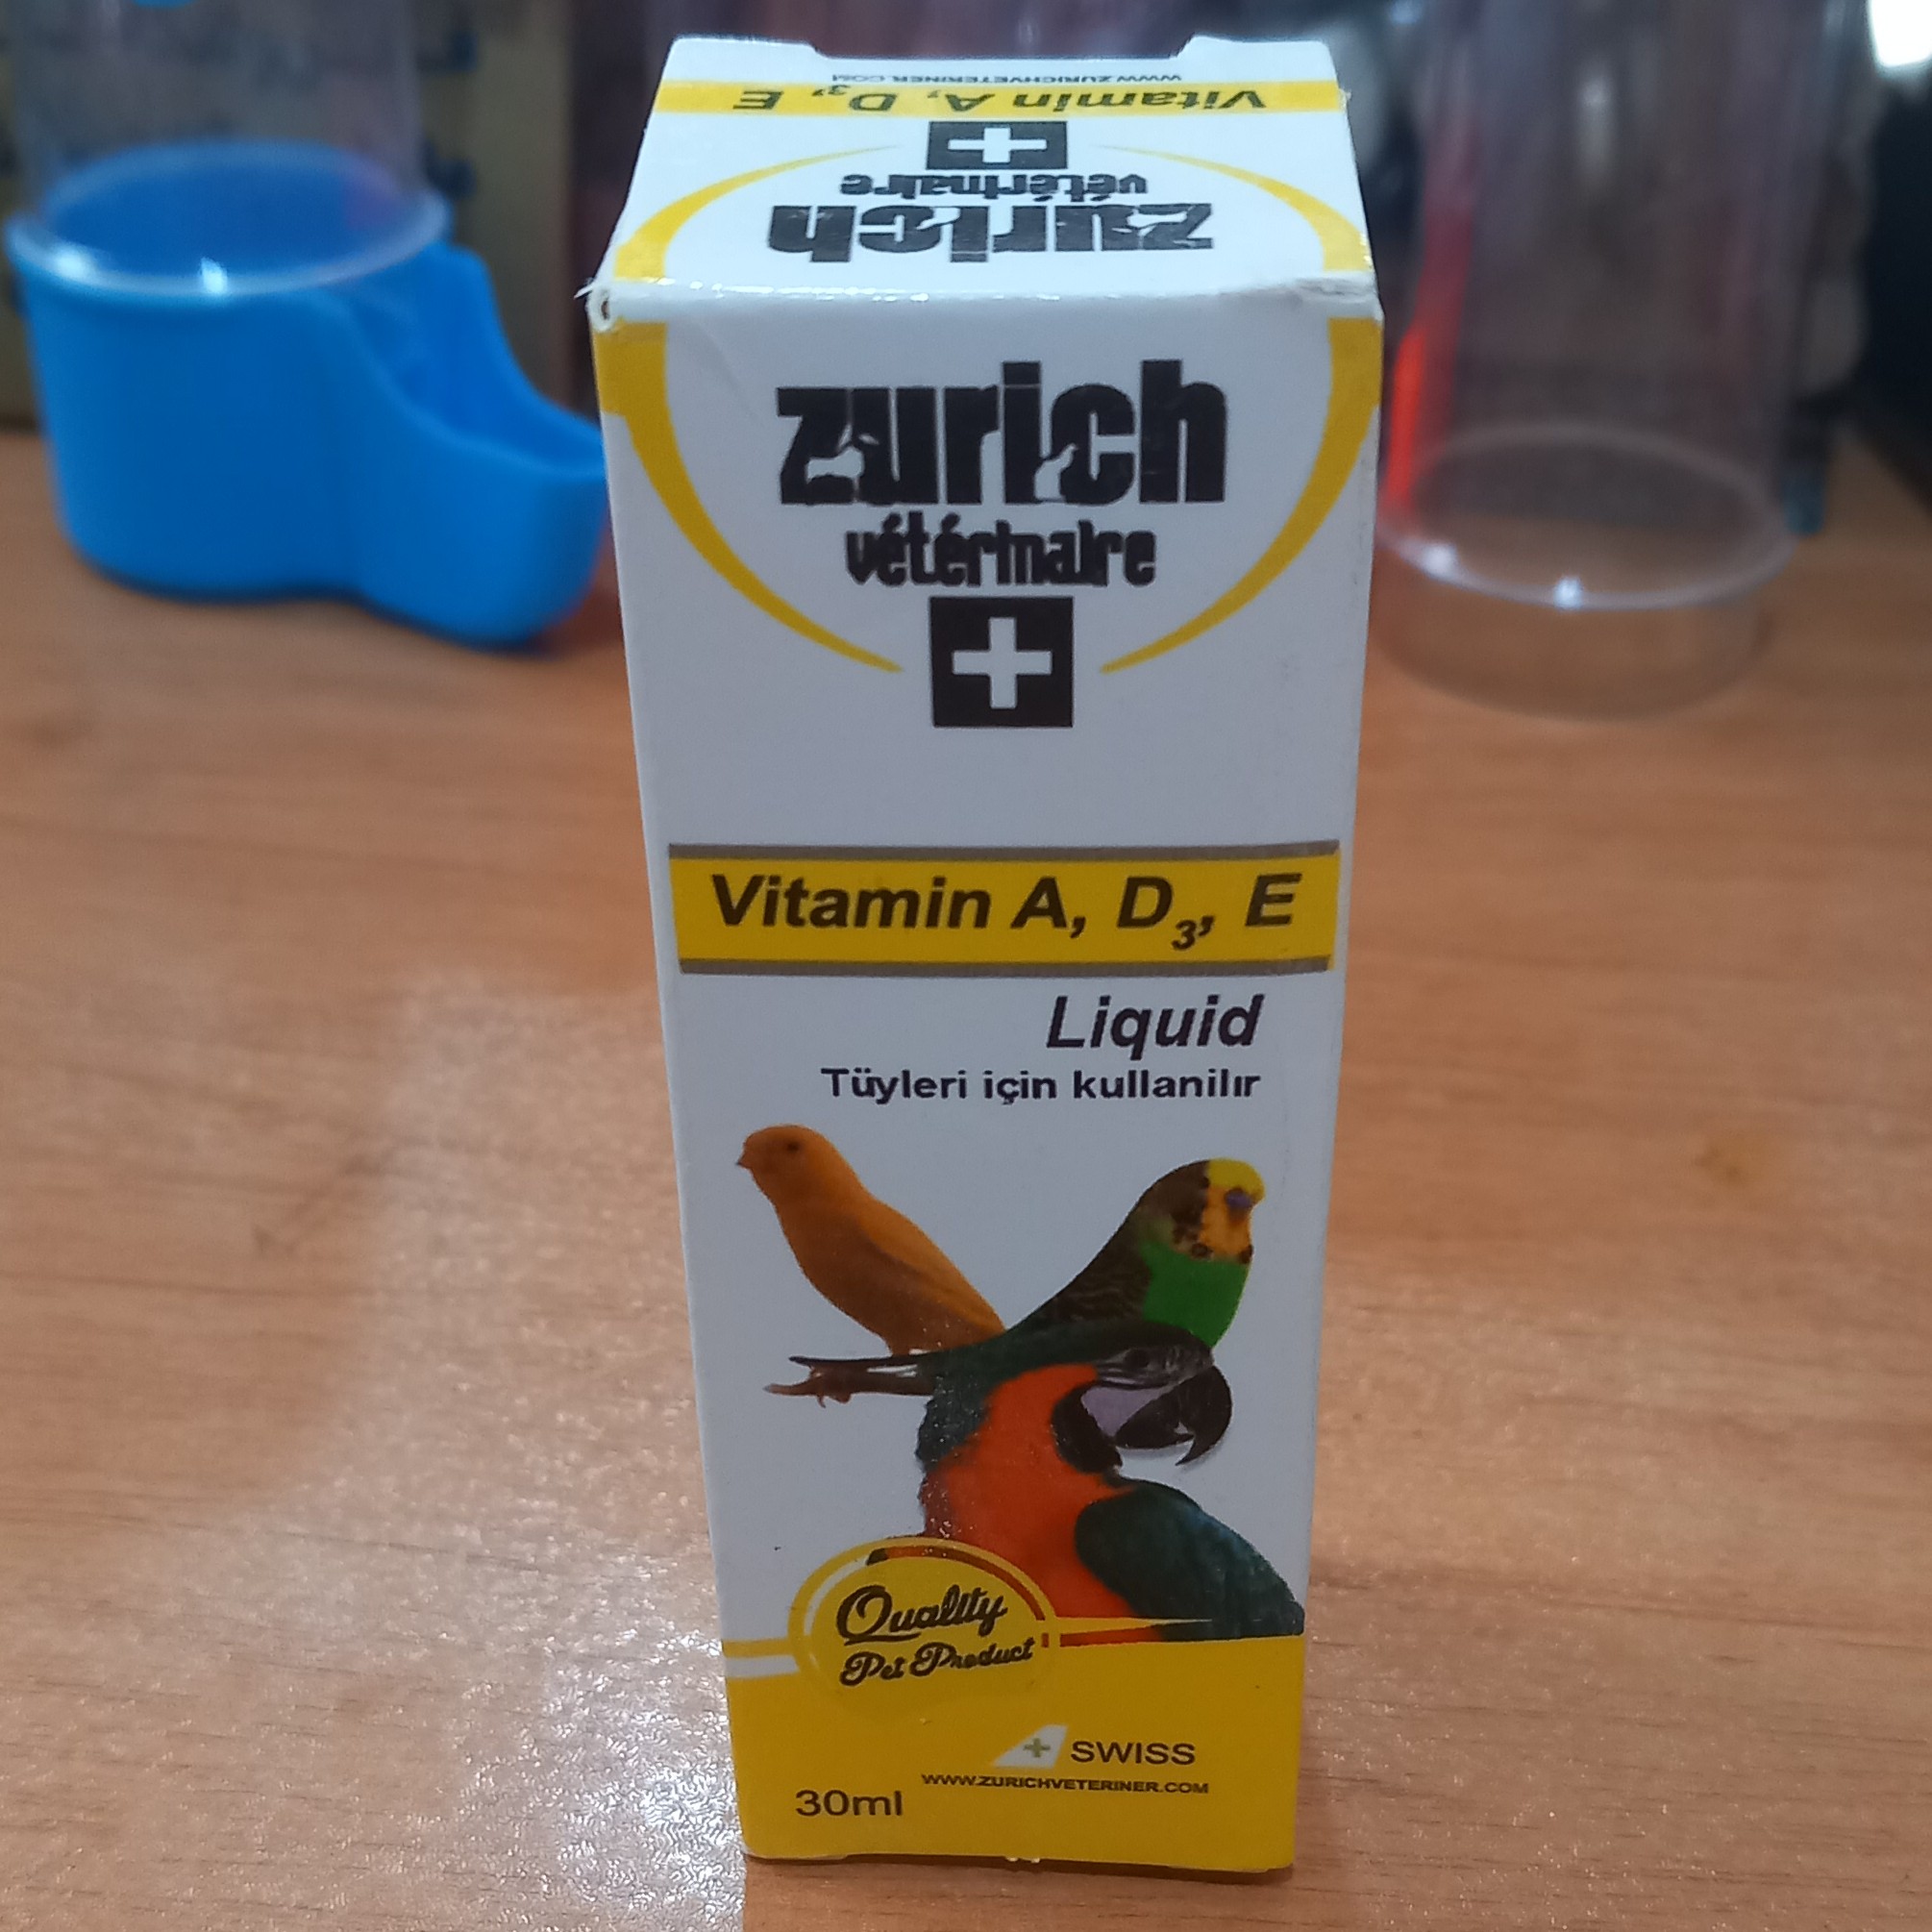 WWW.ZURICHVETERINER.COM
Vitamin A, D3, E
zurich
vétérinaire
zurich
vétérinaire
Vitamin A, D3, E
Liquid
Tüyleri için kullanilır
Quality
Pet Product
SWISS
WWW.ZURICHVETERINER.COM
30ml